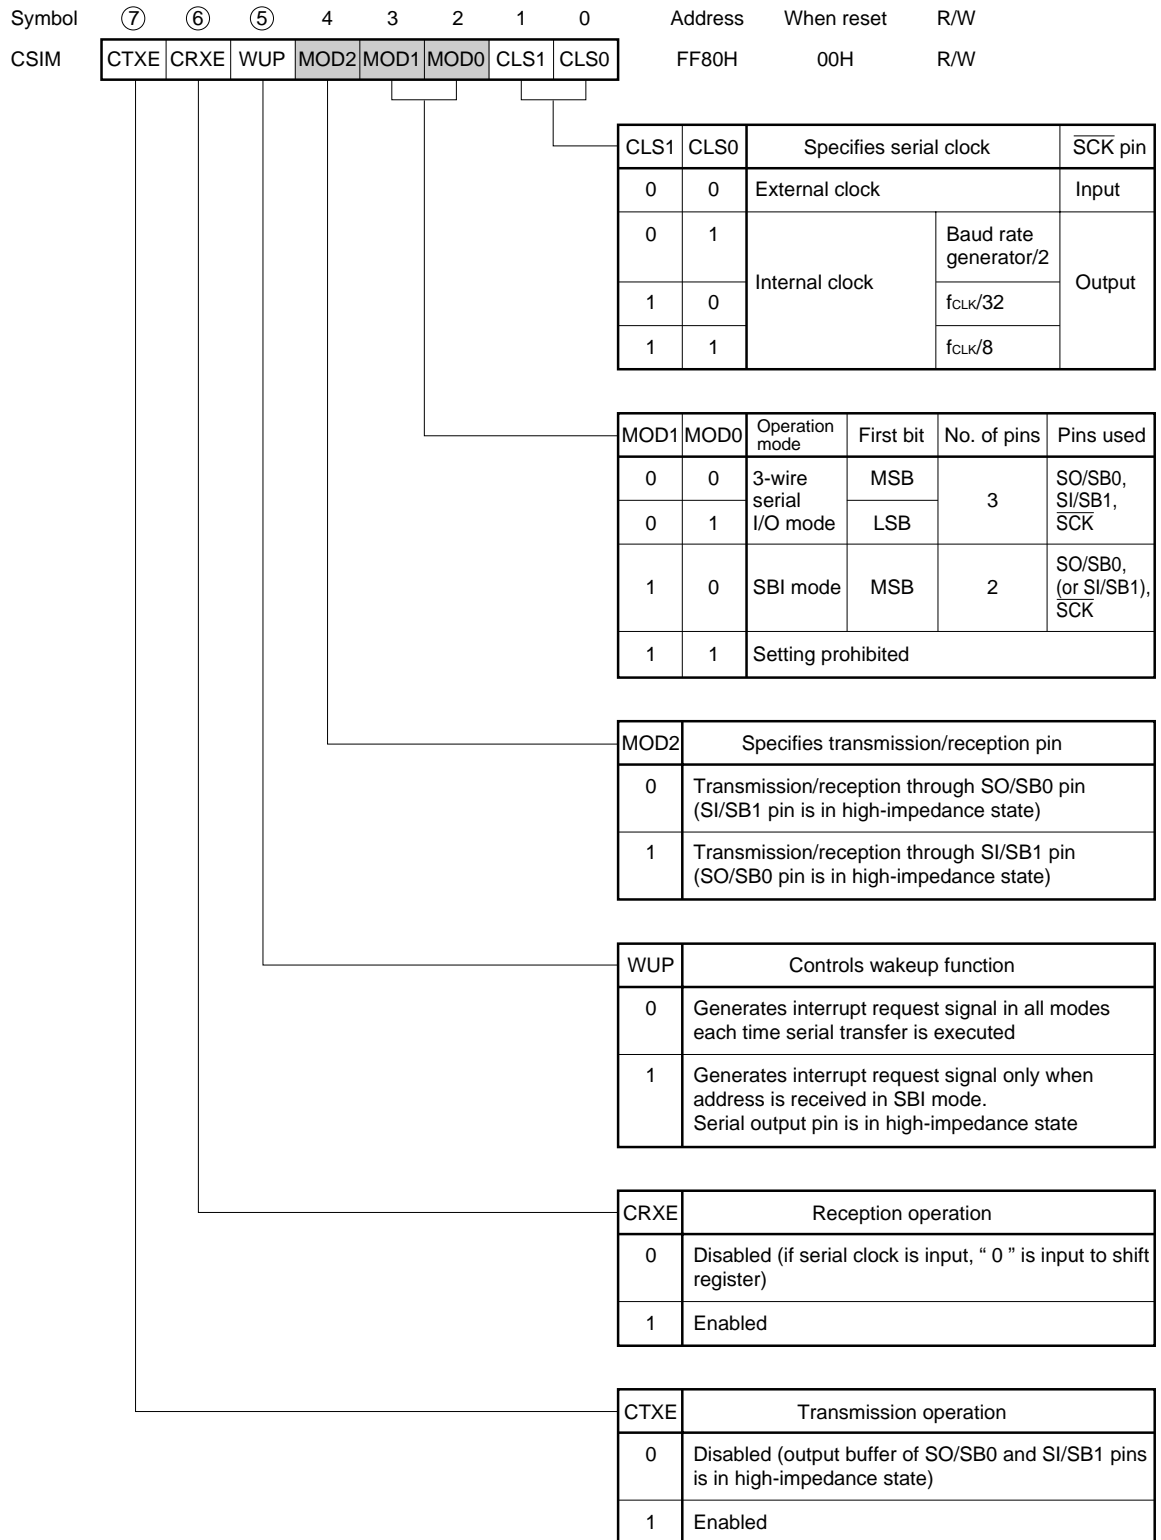 Symbol ⑦ ⑥ ⑤ 4 3 2 1 0 Address When reset R/W
CSIM CTXE CRXE WUP MOD2 MOD1 MOD0 CLS1 CLS0 FF80H 00H R/W
CLS1 CLS0 Specifies serial clock SCK pin
0 0 External clock Input
0 1 Internal clock Baud rate generator/2 Output
1 0 fCLK/32
1 1 fCLK/8
MOD1 MOD0 Operation mode First bit No. of pins Pins used
0 0 3-wire serial I/O mode MSB 3 SO/SB0, SI/SB1, SCK
0 1 LSB
1 0 SBI mode MSB 2 SO/SB0, (or SI/SB1), SCK
1 1 Setting prohibited
MOD2 Specifies transmission/reception pin
0 Transmission/reception through SO/SB0 pin
(SI/SB1 pin is in high-impedance state)
1 Transmission/reception through SI/SB1 pin
(SO/SB0 pin is in high-impedance state)
WUP Controls wakeup function
0 Generates interrupt request signal in all modes
each time serial transfer is executed
1 Generates interrupt request signal only when
address is received in SBI mode.
Serial output pin is in high-impedance state
CRXE Reception operation
0 Disabled (if serial clock is input, “ 0 ” is input to shift
register)
1 Enabled
CTXE Transmission operation
0 Disabled (output buffer of SO/SB0 and SI/SB1 pins
is in high-impedance state)
1 Enabled